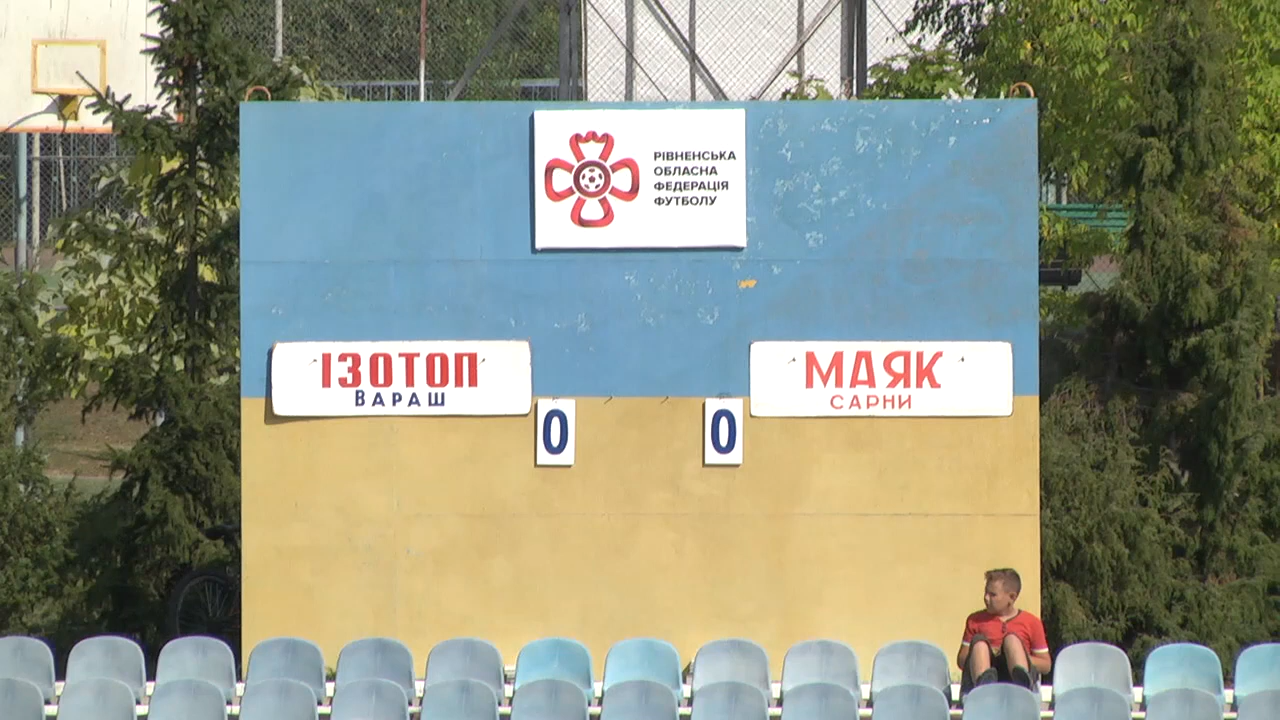 РІВНЕНСЬКА
ОБЛАСНА
ФЕДЕРАЦІЯ
ФУТБОЛУ
ІЗОТОП
ВАРАШ
МАЯК
САРНИ
0 0